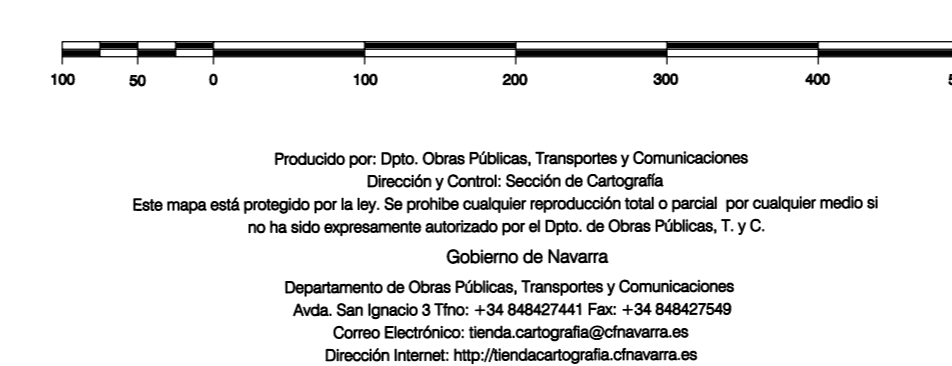 100 50 0 100 200 300 400
Producido por: Dpto. Obras Públicas, Transportes y Comunicaciones
Dirección y Control: Sección de Cartografía
Este mapa está protegido por la ley. Se prohibe cualquier reproducción total o parcial por cualquier medio si
no ha sido expresamente autorizado por el Dpto. de Obras Públicas, T. y C.
Gobierno de Navarra
Departamento de Obras Públicas, Transportes y Comunicaciones
Avda. San Ignacio 3 Tfno: +34 848427441 Fax: +34 848427549
Correo Electrónico: tienda.cartografia@cfnavarra.es
Dirección Internet: http://tiendacartografia.cfnavarra.es